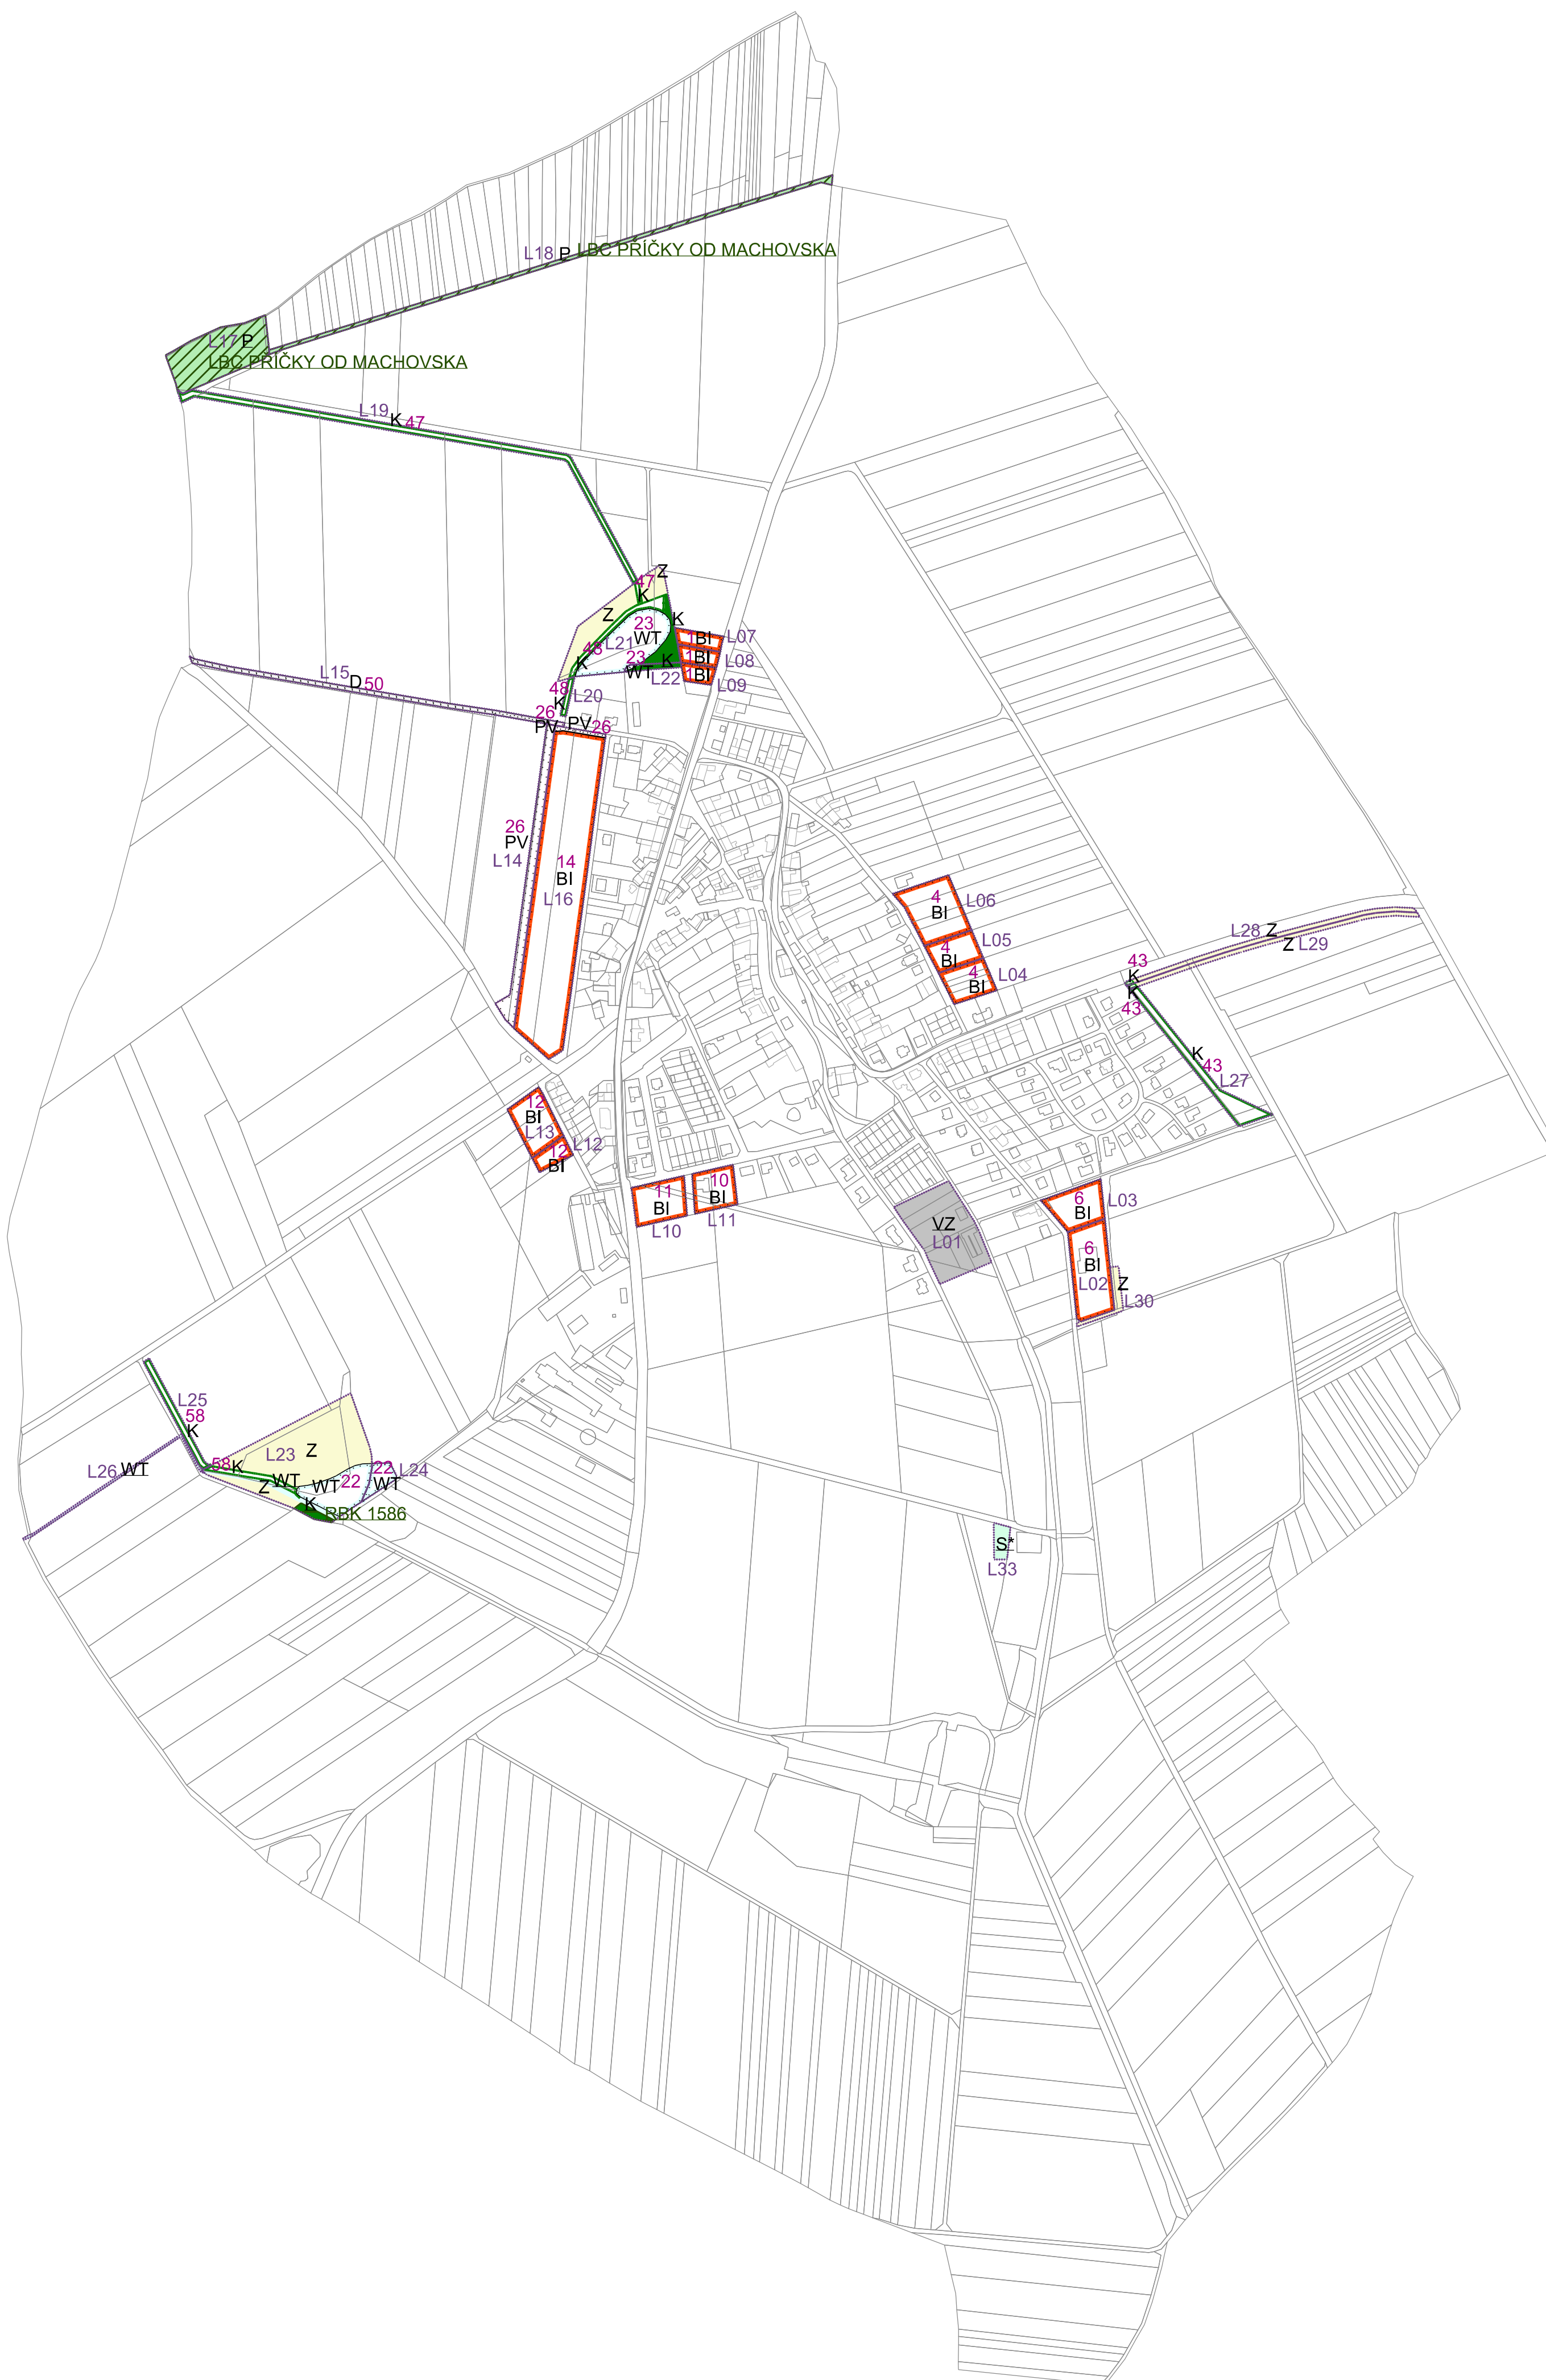 L18 P LBC PŘÍČKY OD MACHOVSKA
L17 P
LBC PŘÍČKY OD MACHOVSKA
L19 K 47
Z
47
K
Z
K
23
WT
L21
48
K
1 BI L07
1 BI L08
1 BI L09
23
WT
K
L22
L15 D 50
48
K
L20
26
PV
PV 26
26
PV
L14
14
BI
L16
4
BI
L06
4
BI
L05
4
BI
L04
L28 Z
Z L29
43
K
K
43
K
43
L27
12
BI
L13
12
BI
L12
11
BI
L10
10
BI
L11
VZ
L01
6
BI
L03
6
BI
L02
Z
L30
L25
58
K
L26 WT
58 K
L23 Z
Z
WT
WT 22
22
WT
L24
K
RBK 1586
S*
L33